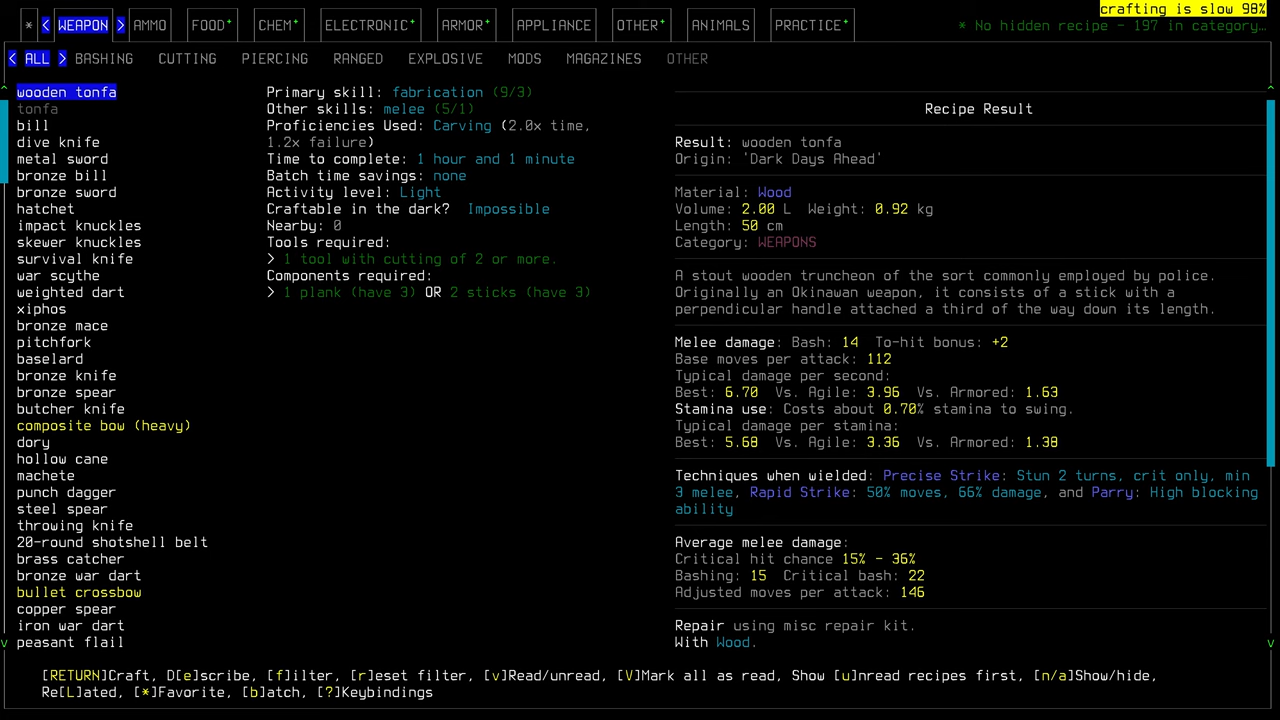 crafting is slow 98%
* < WEAPON > AMMO FOOD+ CHEM+ ELECTRONIC+ ARMOR+ APPLIANCE OTHER+ ANIMALS PRACTICE+ * No hidden recipe - 197 in category…
< ALL > BASHING CUTTING PIERCING RANGED EXPLOSIVE MODS MAGAZINES OTHER
wooden tonfa
tonfa
bill
dive knife
metal sword
bronze bill
bronze sword
hatchet
impact knuckles
skewer knuckles
survival knife
war scythe
weighted dart
xiphos
bronze mace
pitchfork
baselard
bronze knife
bronze spear
butcher knife
composite bow (heavy)
dory
hollow cane
machete
punch dagger
steel spear
throwing knife
20-round shotshell belt
brass catcher
bronze war dart
bullet crossbow
copper spear
iron war dart
peasant flail
Primary skill: fabrication (9/3)
Other skills: melee (5/1)
Proficiencies Used: Carving (2.0x time,
1.2x failure)
Time to complete: 1 hour and 1 minute
Batch time savings: none
Activity level: Light
Craftable in the dark? Impossible
Nearby: 0
Tools required:
> 1 tool with cutting of 2 or more.
Components required:
> 1 plank (have 3) OR 2 sticks (have 3)
Recipe Result
Result: wooden tonfa
Origin: 'Dark Days Ahead'
Material: Wood
Volume: 2.00 L Weight: 0.92 kg
Length: 50 cm
Category: WEAPONS
A stout wooden truncheon of the sort commonly employed by police.
Originally an Okinawan weapon, it consists of a stick with a
perpendicular handle attached a third of the way down its length.
Melee damage: Bash: 14 To-hit bonus: +2
Base moves per attack: 112
Typical damage per second:
Best: 6.70 Vs. Agile: 3.96 Vs. Armored: 1.63
Stamina use: Costs about 0.70% stamina to swing.
Typical damage per stamina:
Best: 5.68 Vs. Agile: 3.36 Vs. Armored: 1.38
Techniques when wielded: Precise Strike: Stun 2 turns, crit only, min
3 melee, Rapid Strike: 50% moves, 66% damage, and Parry: High blocking
ability
Average melee damage:
Critical hit chance 15% - 36%
Bashing: 15 Critical bash: 22
Adjusted moves per attack: 146
Repair using misc repair kit.
With Wood.
[RETURN]Craft, D[e]scribe, [f]ilter, [r]eset filter, [v]Read/unread, [V]Mark all as read, Show [u]nread recipes first, [n/a]Show/hide,
Re[L]ated, [*]Favorite, [b]atch, [?]Keybindings